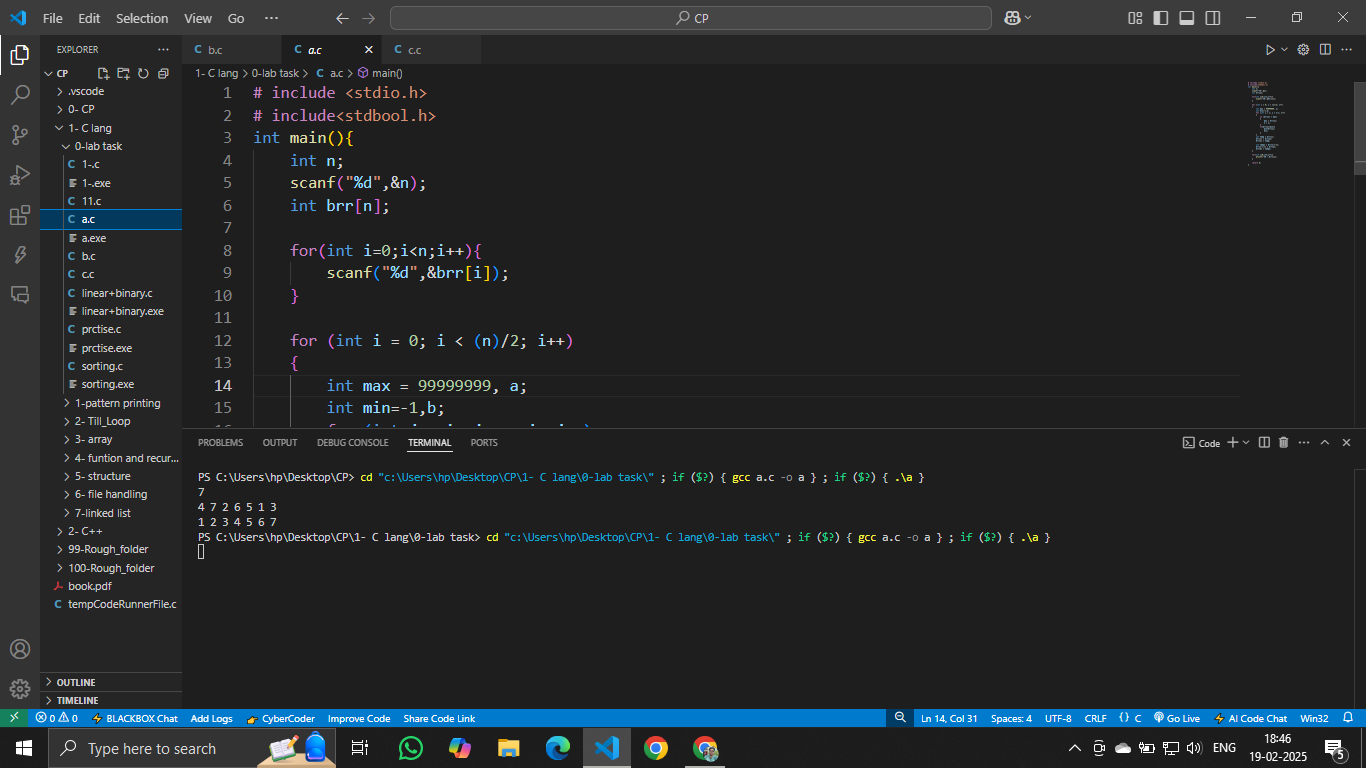 File Edit Selection View Go ··· CP
EXPLORER ···
b.c a.c c.c
CP
1- C lang > 0-lab task > C a.c > main()
.vscode
0- CP
1- C lang
0-lab task
C 1-.c
1-.exe
C 11.c
C a.c
a.exe
C b.c
C c.c
C linear+binary.c
linear+binary.exe
C prctise.c
prctise.exe
C sorting.c
sorting.exe
1-pattern printing
2- Till_Loop
3- array
4- funtion and recur...
5- structure
6- file handling
7-linked list
2- C++
99-Rough_folder
100-Rough_folder
book.pdf
C tempCodeRunnerFile.c
OUTLINE
TIMELINE
1 # include <stdio.h>
2 # include<stdbool.h>
3 int main(){
4 int n;
5 scanf("%d",&n);
6 int brr[n];
7
8 for(int i=0;i<n;i++){
9 scanf("%d",&brr[i]);
10 }
11
12 for (int i = 0; i < (n)/2; i++)
13 {
14 int max = 99999999, a;
15 int min=-1,b;
PROBLEMS OUTPUT DEBUG CONSOLE TERMINAL PORTS Code
PS C:\Users\hp\Desktop\CP> cd "c:\Users\hp\Desktop\CP\1- C lang\0-lab task\" ; if ($?) { gcc a.c -o a } ; if ($?) { .\a }
7
4 7 2 6 5 1 3
1 2 3 4 5 6 7
PS C:\Users\hp\Desktop\CP\1- C lang\0-lab task> cd "c:\Users\hp\Desktop\CP\1- C lang\0-lab task\" ; if ($?) { gcc a.c -o a } ; if ($?) { .\a }
0 0 BLACKBOX Chat Add Logs CyberCoder Improve Code Share Code Link Ln 14, Col 31 Spaces: 4 UTF-8 CRLF {} C Go Live AI Code Chat Win32
Type here to search ENG 18:46
19-02-2025 5